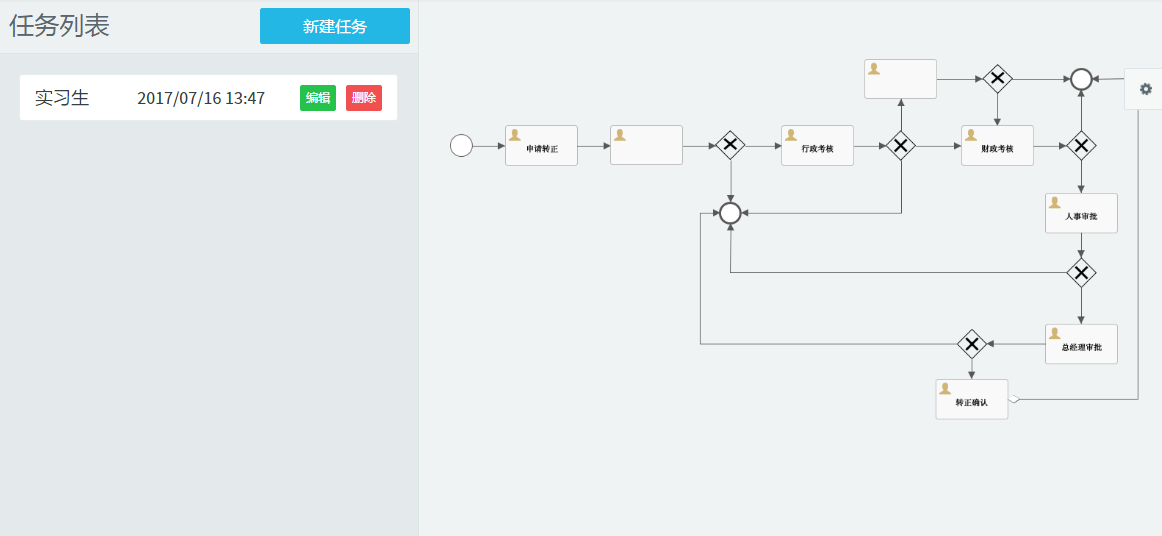 任务列表
新建任务
实习生 2017/07/16 13:47 编辑 删除
申请转正
行政考核
财政考核
人事审批
总经理审批
转正确认